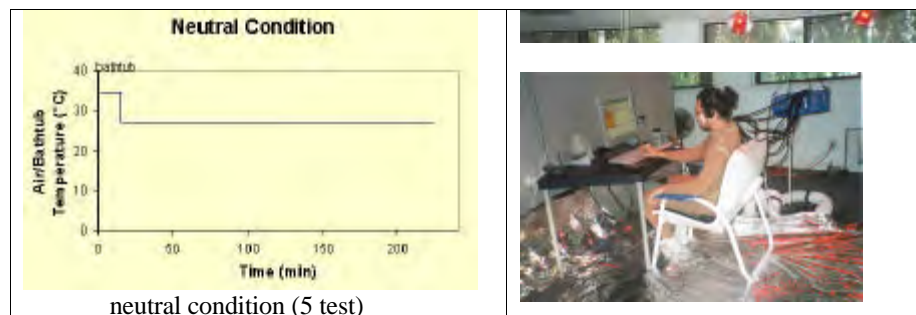 Neutral Condition
bathtub
Air/Bathtub
Temperature (°C)
40
30
20
10
0
0 50 100 150 200
Time (min)
neutral condition (5 test)